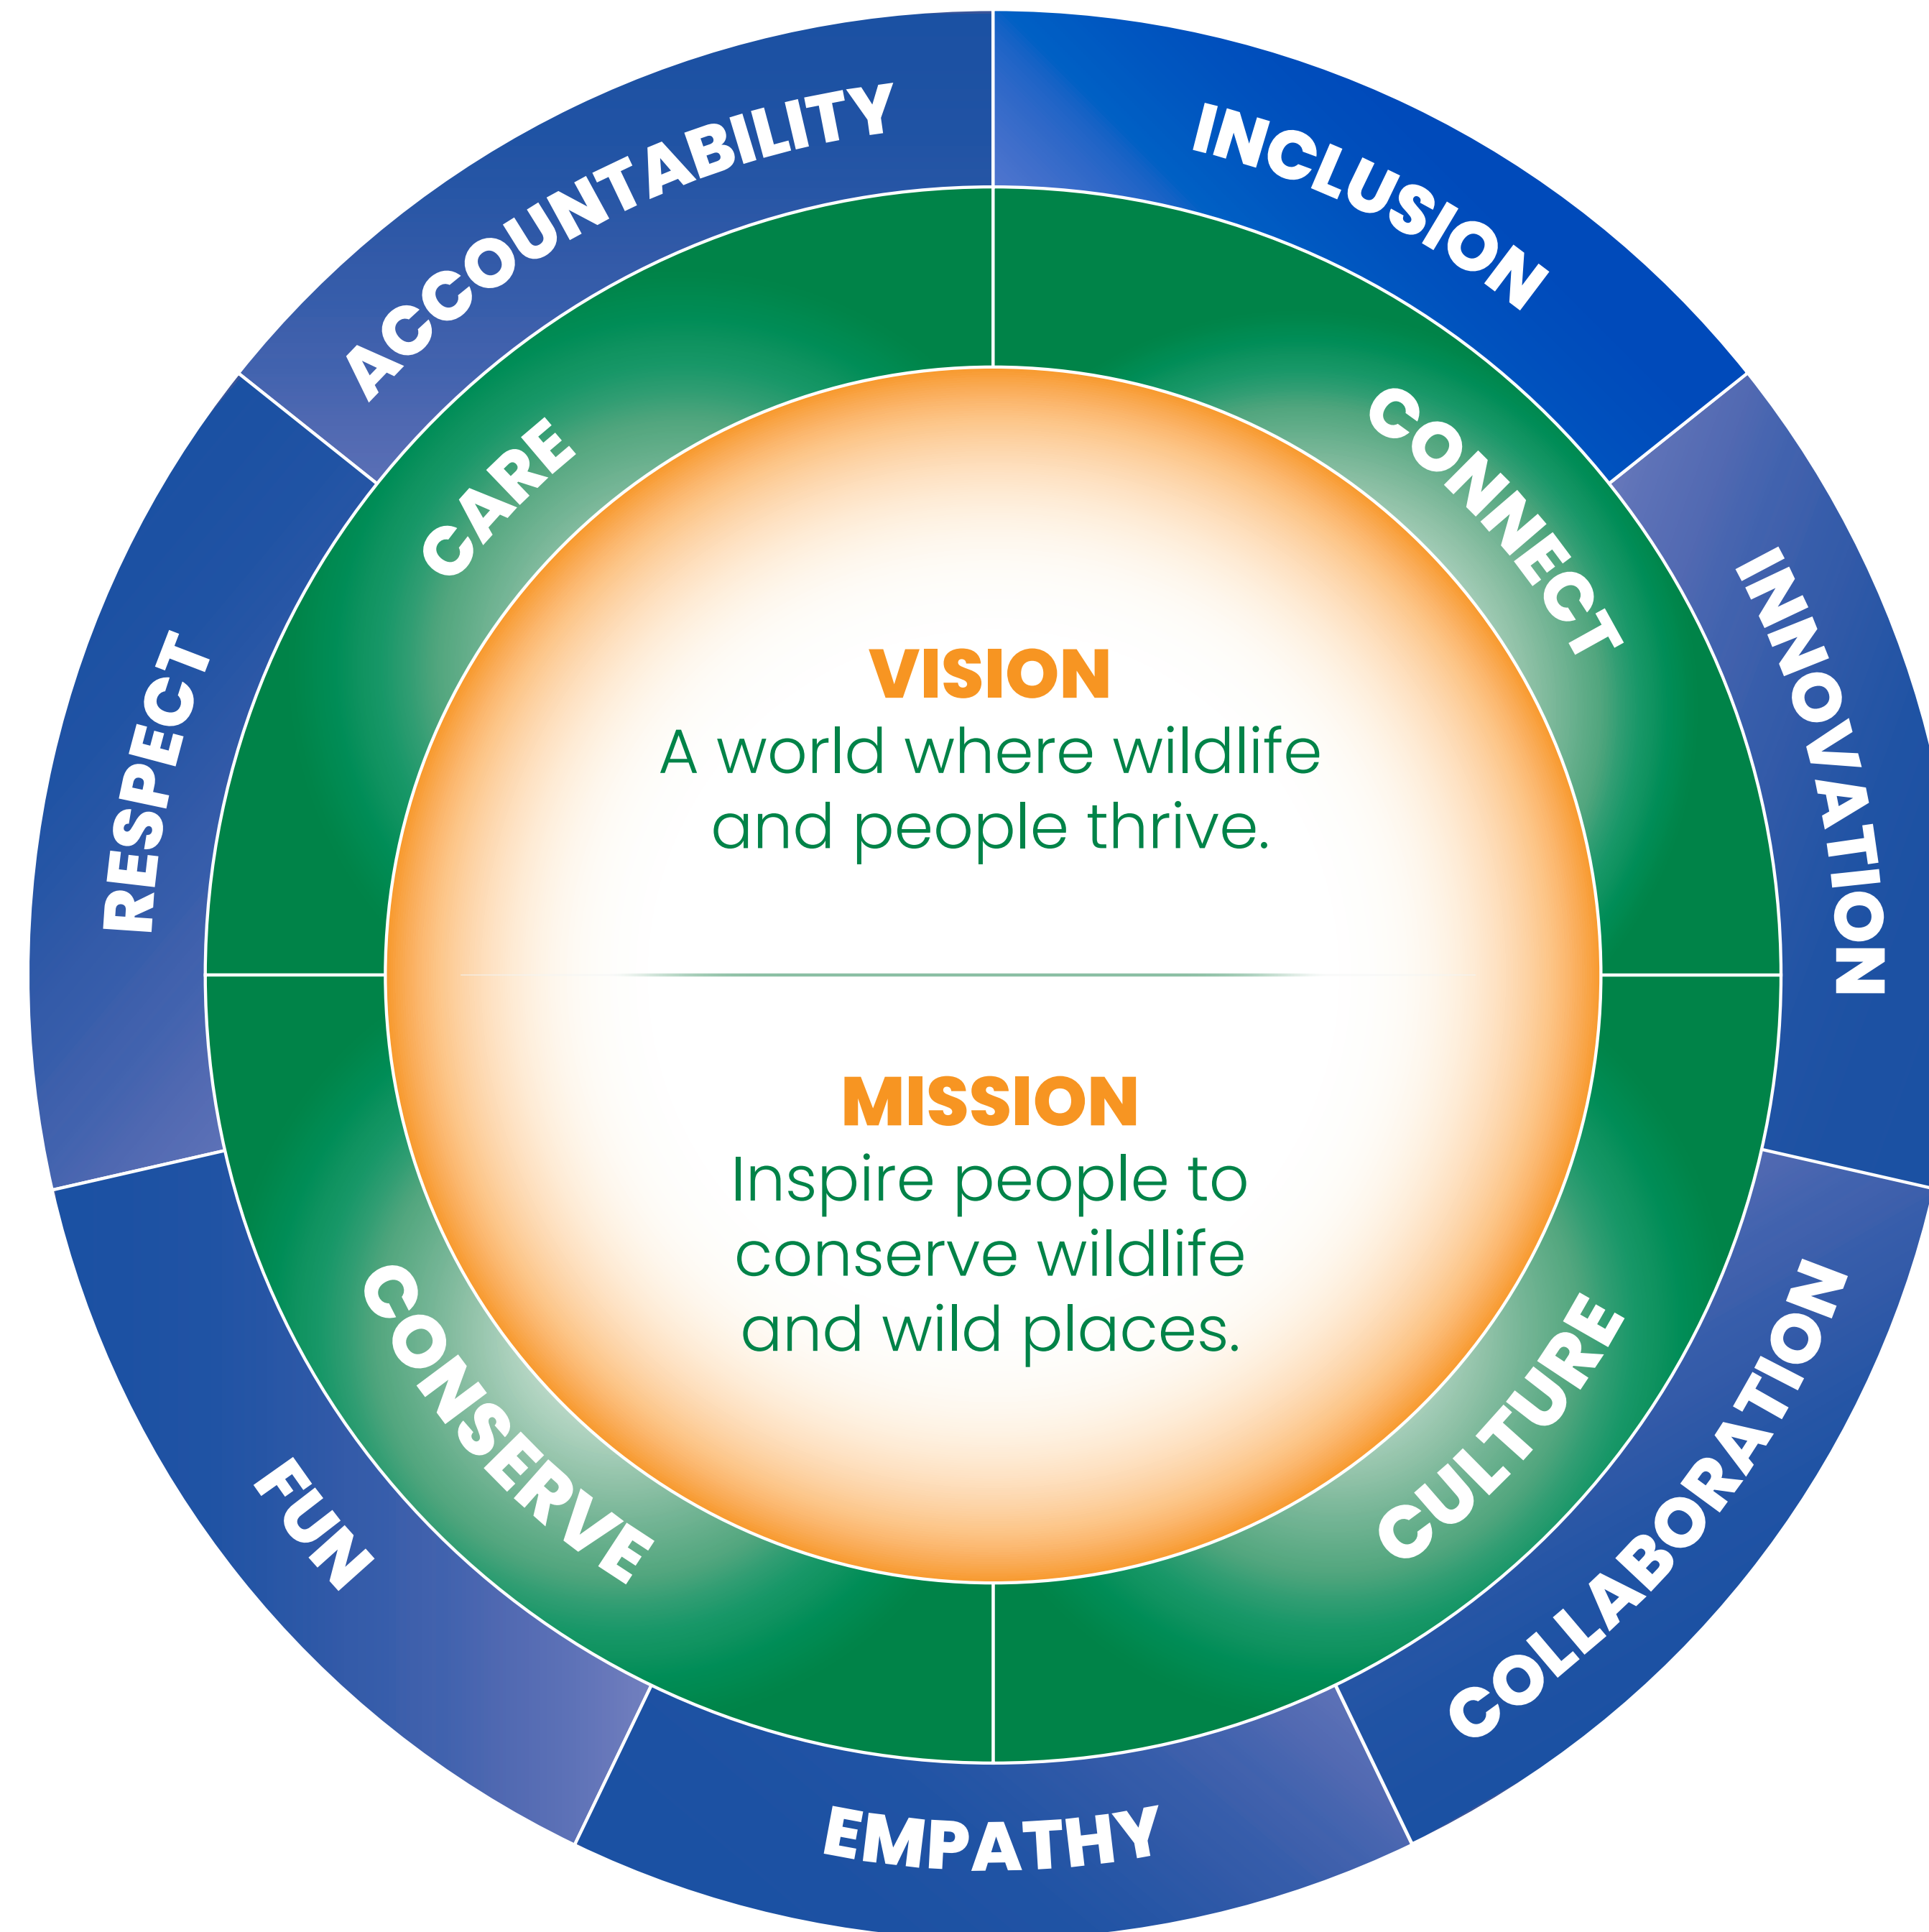 ACCOUNTABILITY
INCLUSION
INNOVATION
COLLABORATION
EMPATHY
FUN
RESPECT
CARE
CONNECT
CULTURE
CONSERVE
VISION
A world where wildlife
and people thrive.
MISSION
Inspire people to
conserve wildlife
and wild places.